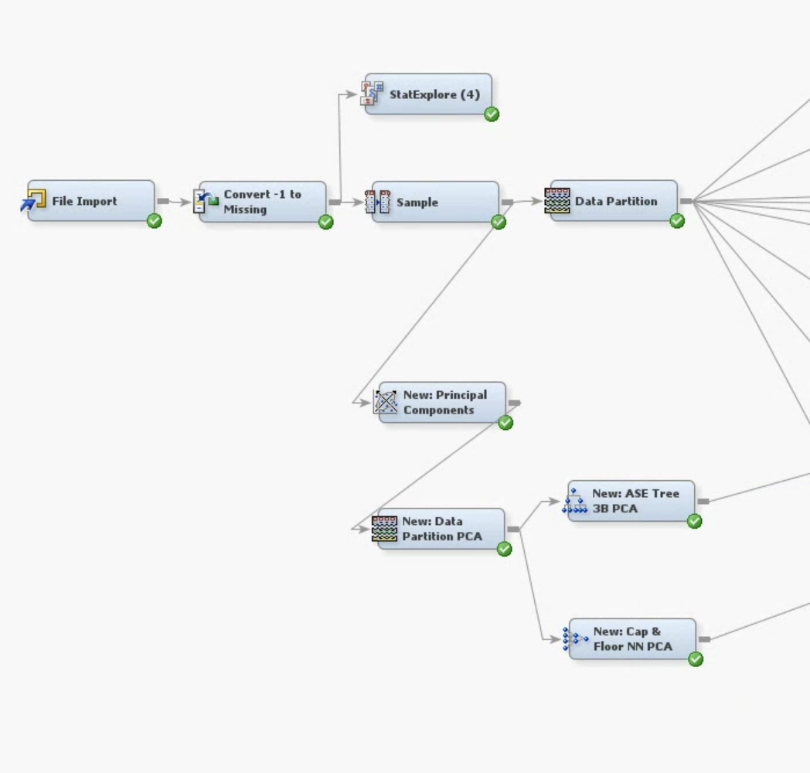 StatExplore (4)
File Import
Convert -1 to
Missing
Sample
Data Partition
New: Principal
Components
New: ASE Tree
3B PCA
New: Data
Partition PCA
New: Cap &
Floor NN PCA